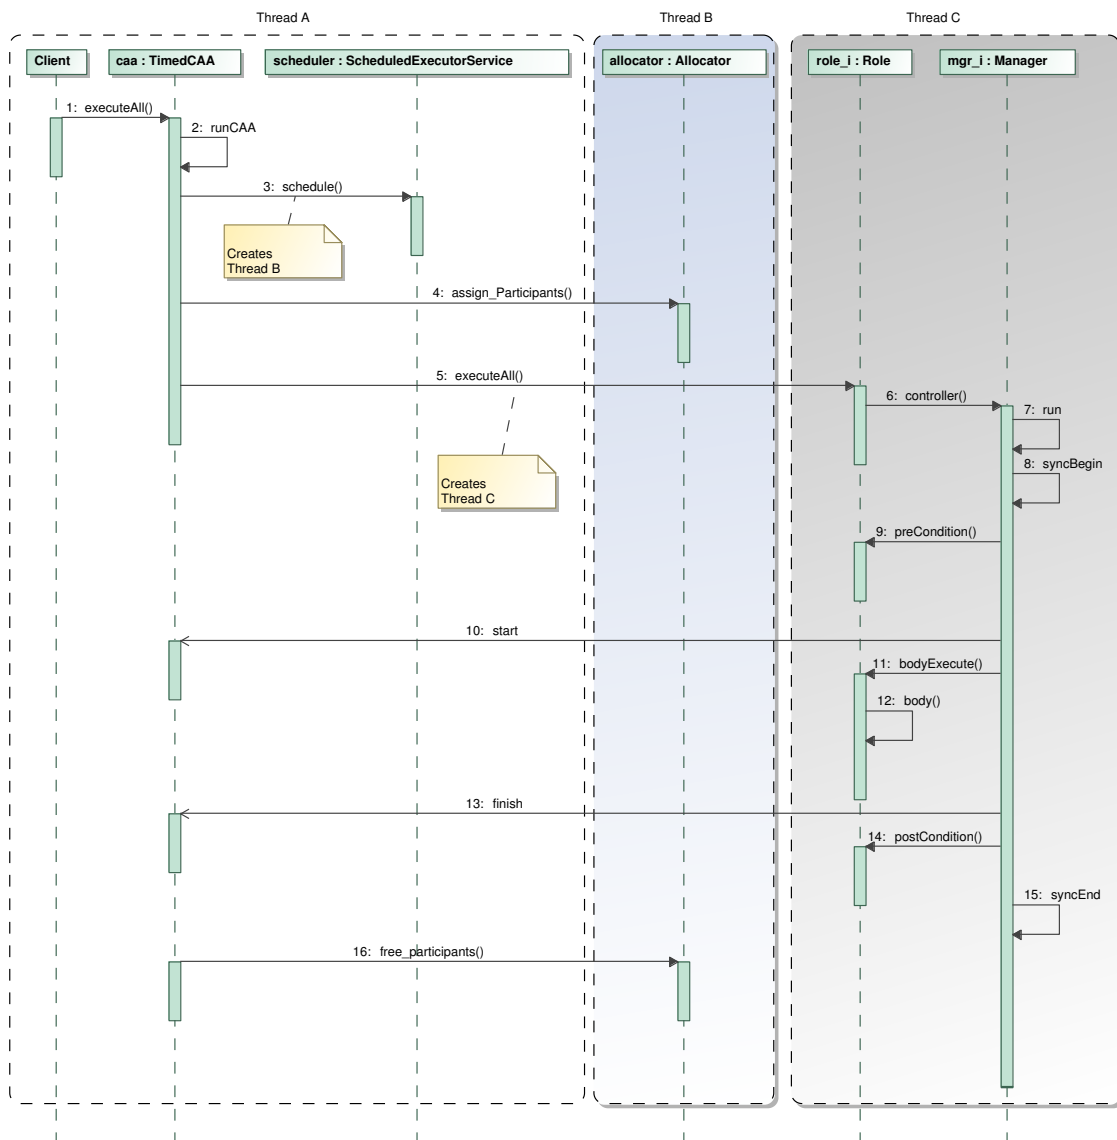 Thread A
Thread B
Thread C
Client
caa : TimedCAA
scheduler : ScheduledExecutorService
allocator : Allocator
role_i : Role
mgr_i : Manager
1: executeAll()
2: runCAA
3: schedule()
Creates
Thread B
4: assign_Participants()
5: executeAll()
6: controller()
7: run
8: syncBegin
Creates
Thread C
9: preCondition()
10: start
11: bodyExecute()
12: body()
13: finish
14: postCondition()
15: syncEnd
16: free_participants()